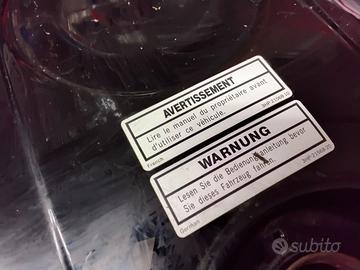 AVERTISSEMENT
Lire le manuel du propriétaire avant
d'utiliser ce véhicule.
French
WARNUNG
Lesen Sie die Bedienungsanleitung bevor
Sie dieses Fahrzeug fahren.
German
subito